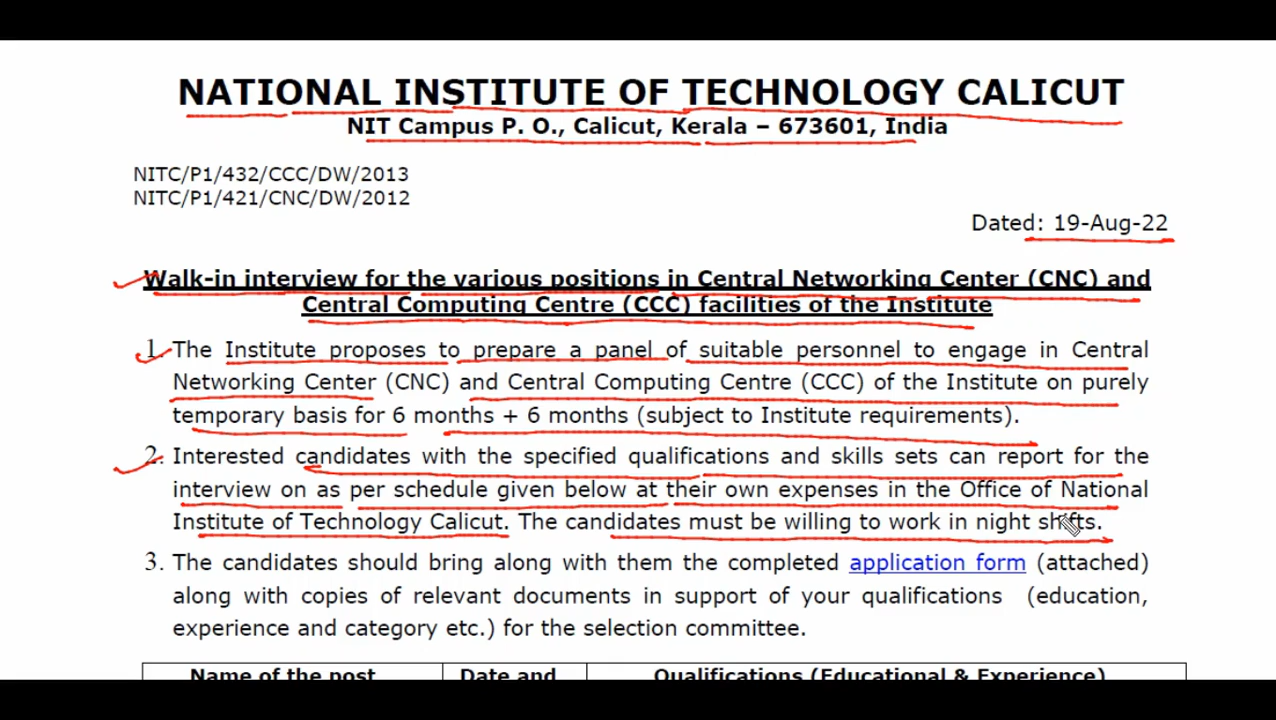 NATIONAL INSTITUTE OF TECHNOLOGY CALICUT
NIT Campus P. O., Calicut, Kerala – 673601, India
NITC/P1/432/CCC/DW/2013
NITC/P1/421/CNC/DW/2012
Dated: 19-Aug-22
Walk-in interview for the various positions in Central Networking Center (CNC) and
Central Computing Centre (CCC) facilities of the Institute
1. The Institute proposes to prepare a panel of suitable personnel to engage in Central
Networking Center (CNC) and Central Computing Centre (CCC) of the Institute on purely
temporary basis for 6 months + 6 months (subject to Institute requirements).
2. Interested candidates with the specified qualifications and skills sets can report for the
interview on as per schedule given below at their own expenses in the Office of National
Institute of Technology Calicut. The candidates must be willing to work in night shifts.
3. The candidates should bring along with them the completed application form (attached)
along with copies of relevant documents in support of your qualifications (education,
experience and category etc.) for the selection committee.
Name of the post Date and Qualifications (Educational & Experience)